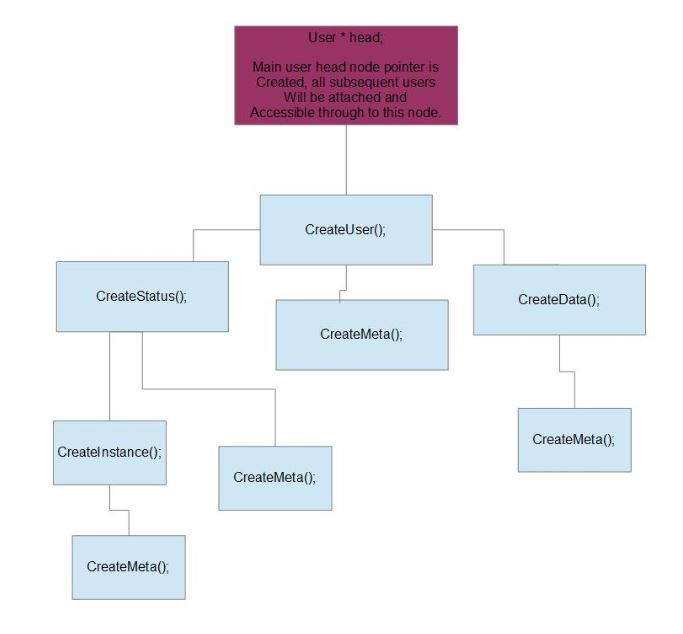 User * head;
Main user head node pointer is
Created, all subsequent users
Will be attached and
Accessible through to this node.
CreateUser();
CreateStatus();
CreateData();
CreateMeta();
CreateInstance();
CreateMeta();
CreateMeta();
CreateMeta();